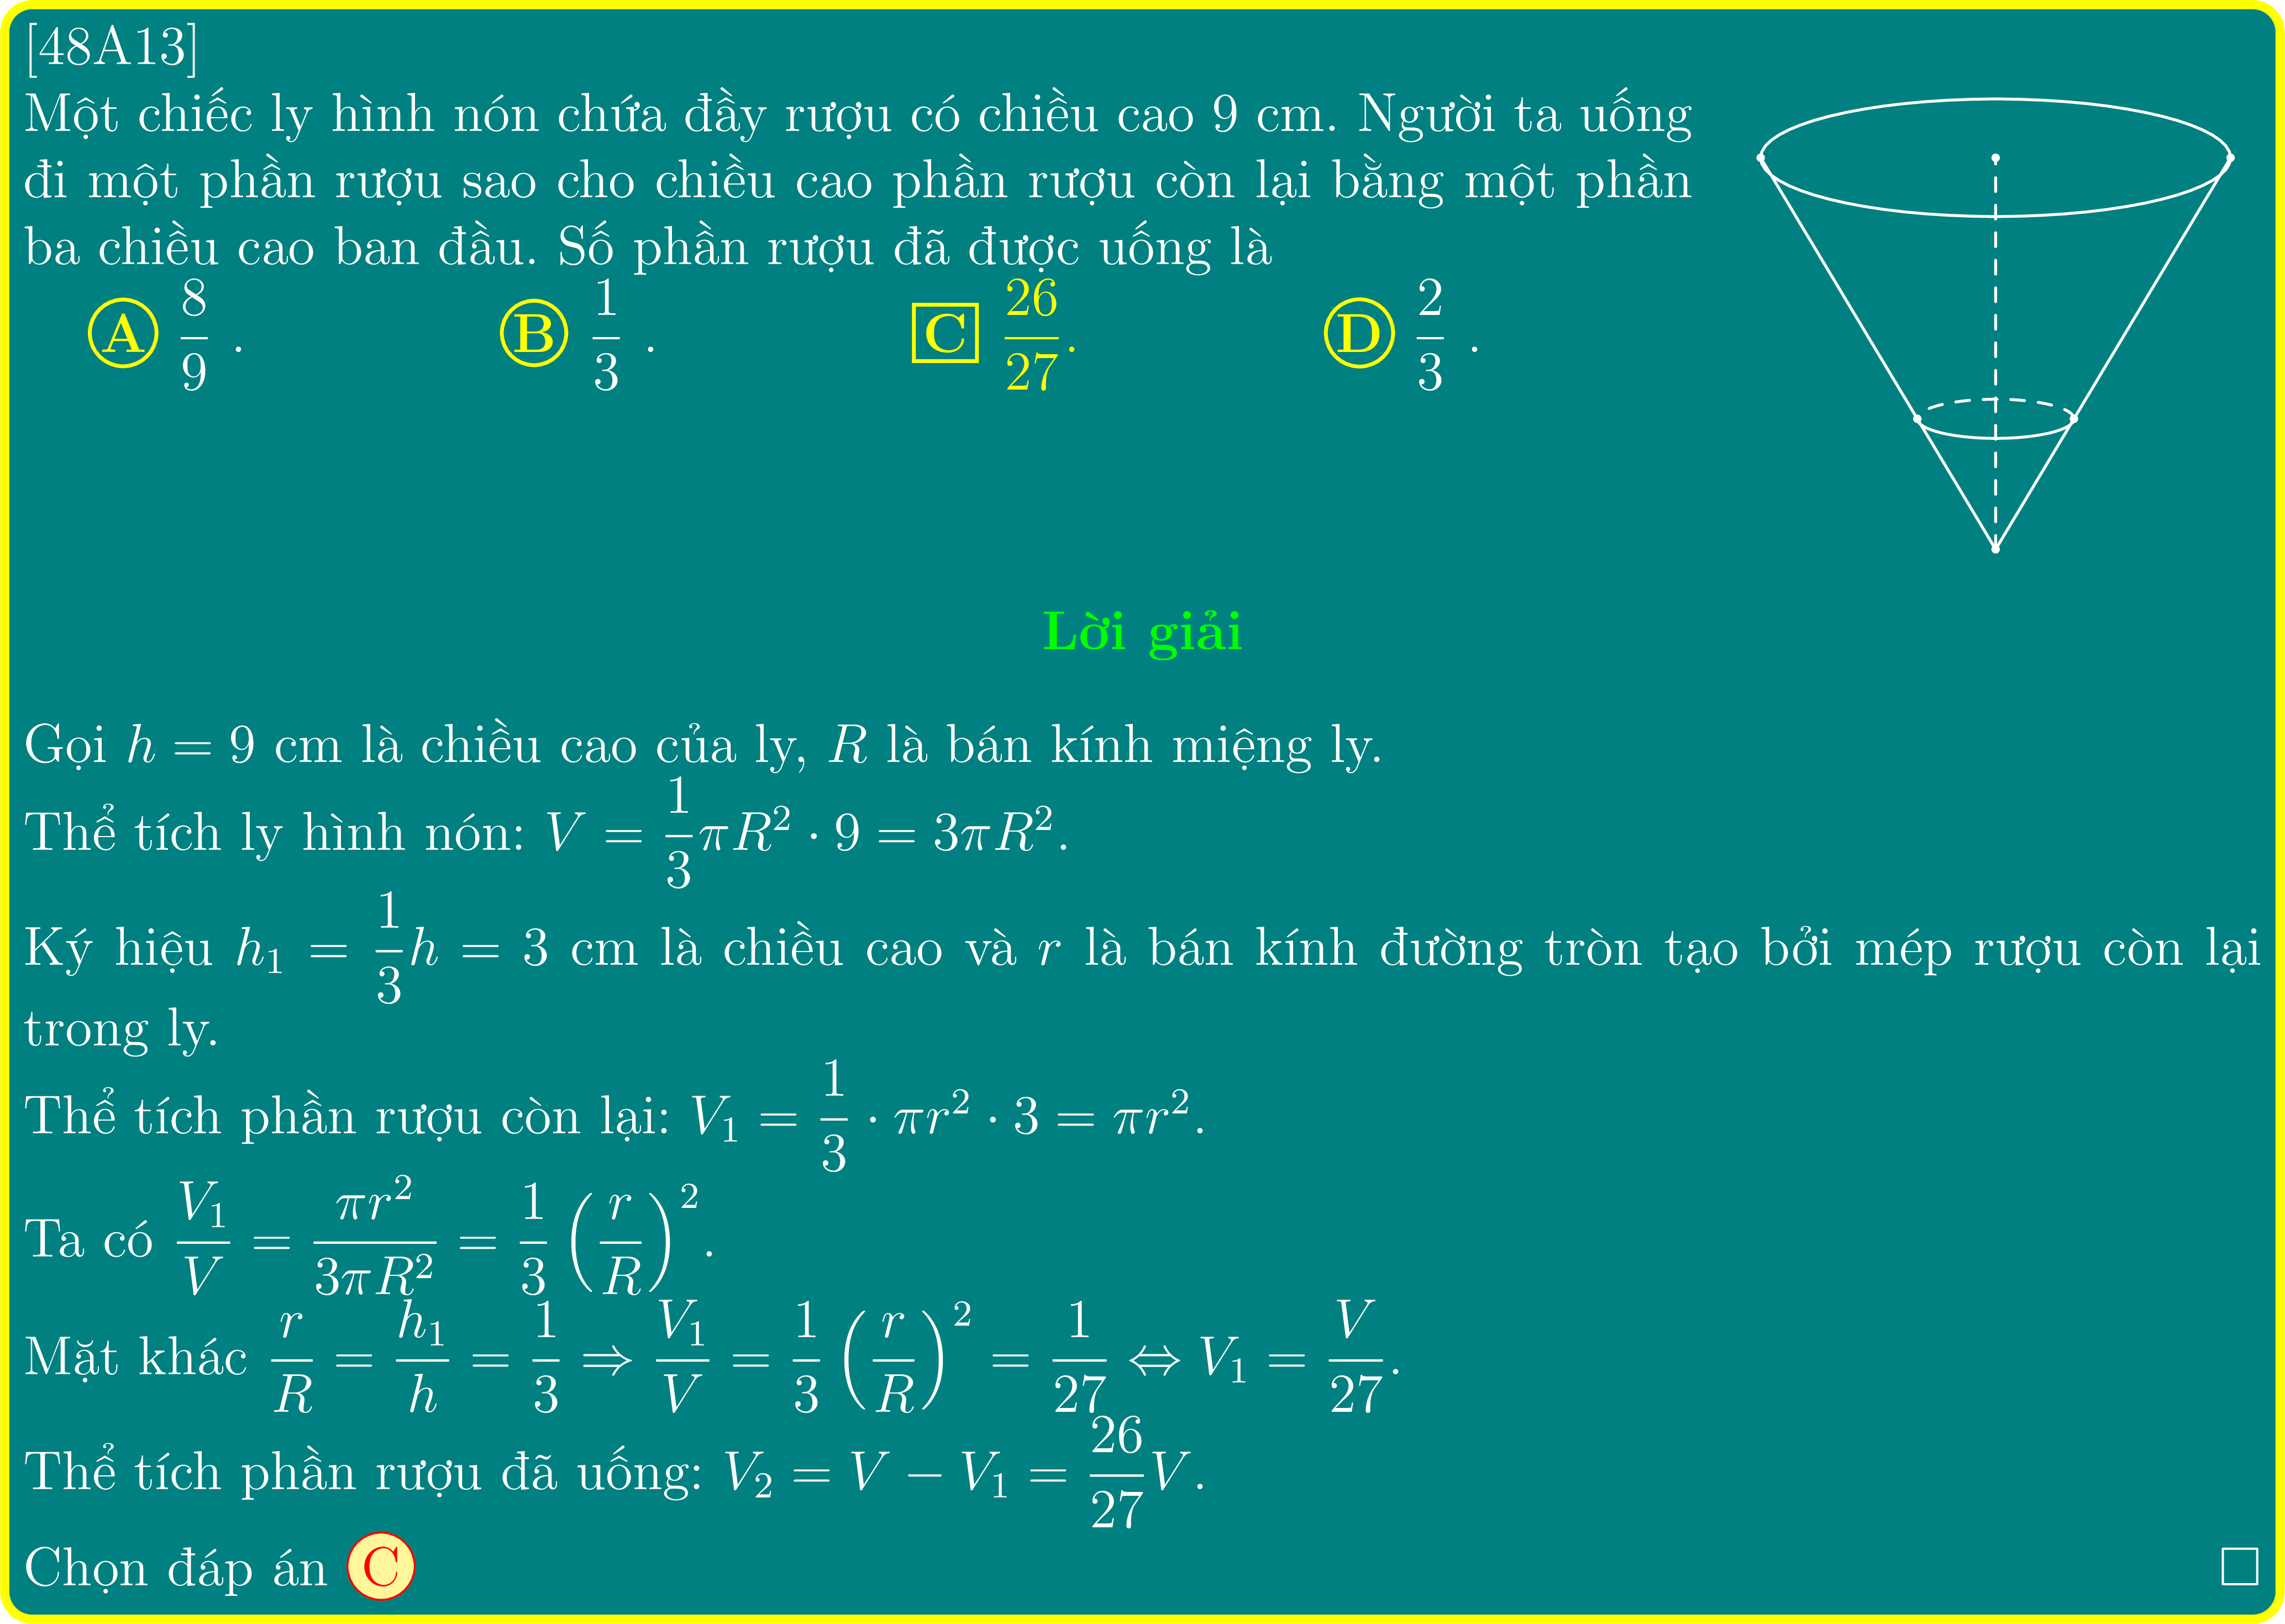 [48A13]
Một chiếc ly hình nón chứa đầy rượu có chiều cao 9 cm. Người ta uống
đi một phần rượu sao cho chiều cao phần rượu còn lại bằng một phần
ba chiều cao ban đầu. Số phần rượu đã được uống là
A $\frac{8}{9}$ . B $\frac{1}{3}$ . C $\frac{26}{27}$. D $\frac{2}{3}$ .
Lời giải
Gọi $h = 9$ cm là chiều cao của ly, $R$ là bán kính miệng ly.
Thể tích ly hình nón: $V = \frac{1}{3}\pi R^2 \cdot 9 = 3\pi R^2$.
Ký hiệu $h_1 = \frac{1}{3}h = 3$ cm là chiều cao và $r$ là bán kính đường tròn tạo bởi mép rượu còn lại
trong ly.
Thể tích phần rượu còn lại: $V_1 = \frac{1}{3} \cdot \pi r^2 \cdot 3 = \pi r^2$.
Ta có $\frac{V_1}{V} = \frac{\pi r^2}{3\pi R^2} = \frac{1}{3}\left(\frac{r}{R}\right)^2$.
Mặt khác $\frac{r}{R} = \frac{h_1}{h} = \frac{1}{3} \Rightarrow \frac{V_1}{V} = \frac{1}{3}\left(\frac{r}{R}\right)^2 = \frac{1}{27} \Leftrightarrow V_1 = \frac{V}{27}$.
Thể tích phần rượu đã uống: $V_2 = V - V_1 = \frac{26}{27}V$.
Chọn đáp án C □